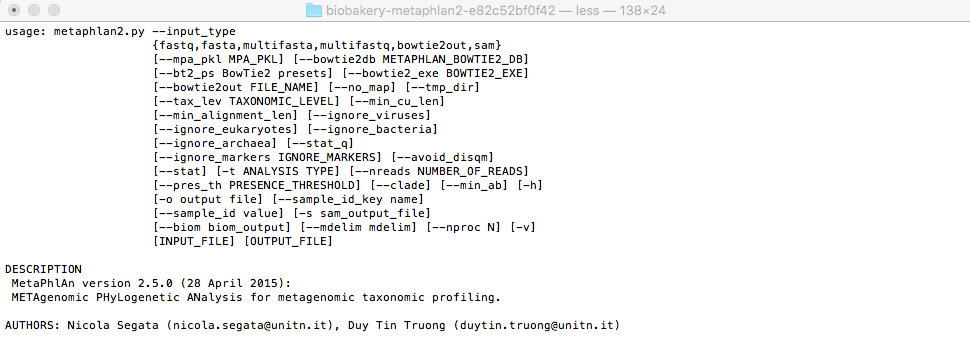 biobakery-metaphlan2-e82c52bf0f42 — less — 138×24
usage: metaphlan2.py --input_type
{fastq,fasta,multifasta,multifastq,bowtie2out,sam}
[--mpa_pkl MPA_PKL] [--bowtie2db METAPHLAN_BOWTIE2_DB]
[--bt2_ps BowTie2 presets] [--bowtie2_exe BOWTIE2_EXE]
[--bowtie2out FILE_NAME] [--no_map] [--tmp_dir]
[--tax_lev TAXONOMIC_LEVEL] [--min_cu_len]
[--min_alignment_len] [--ignore_viruses]
[--ignore_eukaryotes] [--ignore_bacteria]
[--ignore_archaea] [--stat_q]
[--ignore_markers IGNORE_MARKERS] [--avoid_disqm]
[--stat] [-t ANALYSIS TYPE] [--nreads NUMBER_OF_READS]
[--pres_th PRESENCE_THRESHOLD] [--clade] [--min_ab] [-h]
[-o output file] [--sample_id_key name]
[--sample_id value] [-s sam_output_file]
[--biom biom_output] [--mdelim mdelim] [--nproc N] [-v]
[INPUT_FILE] [OUTPUT_FILE]
DESCRIPTION
MetaPhlAn version 2.5.0 (28 April 2015):
METAgenomic PHyLogenetic ANalysis for metagenomic taxonomic profiling.
AUTHORS: Nicola Segata (nicola.segata@unitn.it), Duy Tin Truong (duytin.truong@unitn.it)